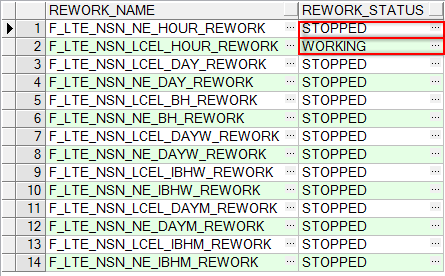 REWORK_NAME REWORK_STATUS
1 F_LTE_NSN_NE_HOUR_REWORK ... STOPPED ...
2 F_LTE_NSN_LCEL_HOUR_REWORK ... WORKING ...
3 F_LTE_NSN_LCEL_DAY_REWORK ... STOPPED ...
4 F_LTE_NSN_NE_DAY_REWORK ... STOPPED ...
5 F_LTE_NSN_LCEL_BH_REWORK ... STOPPED ...
6 F_LTE_NSN_NE_BH_REWORK ... STOPPED ...
7 F_LTE_NSN_LCEL_DAYW_REWORK ... STOPPED ...
8 F_LTE_NSN_NE_DAYW_REWORK ... STOPPED ...
9 F_LTE_NSN_LCEL_IBHW_REWORK ... STOPPED ...
10 F_LTE_NSN_NE_IBHW_REWORK ... STOPPED ...
11 F_LTE_NSN_LCEL_DAYM_REWORK ... STOPPED ...
12 F_LTE_NSN_NE_DAYM_REWORK ... STOPPED ...
13 F_LTE_NSN_LCEL_IBHM_REWORK ... STOPPED ...
14 F_LTE_NSN_NE_IBHM_REWORK ... STOPPED ...